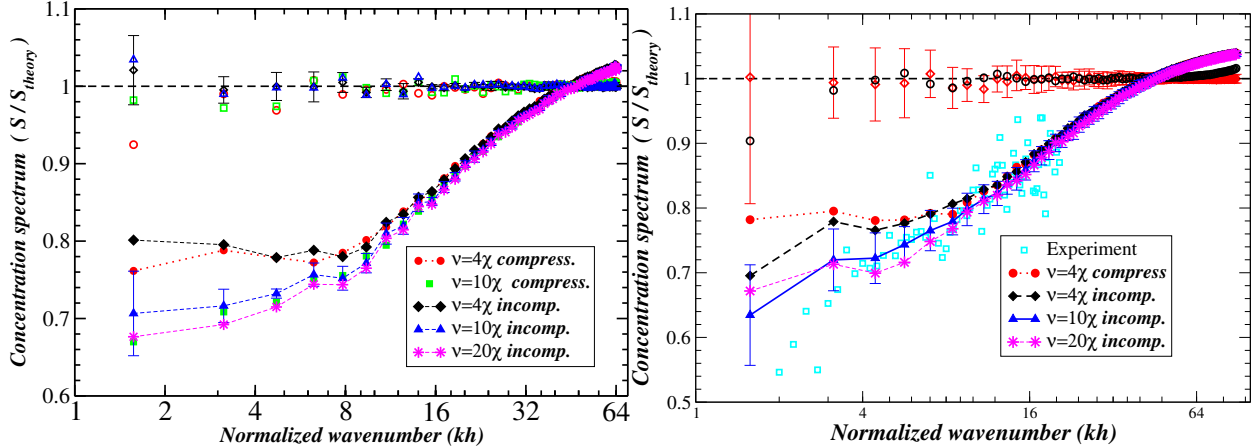 1.1
1
0.9
0.8
0.7
0.6
1 2 4 8 16 32 64
Normalized wavenumber (kh)
Concentration spectrum ( S / S_theory )
ν=4χ compress.
ν=10χ compress.
ν=4χ incomp.
ν=10χ incomp.
ν=20χ incomp.
1.1
1
0.9
0.8
0.7
0.6
0.5
1 4 16 64
Normalized wavenumber (kh)
Concentration spectrum ( S / S_theory )
Experiment
ν=4χ compress
ν=4χ incomp.
ν=10χ incomp.
ν=20χ incomp.